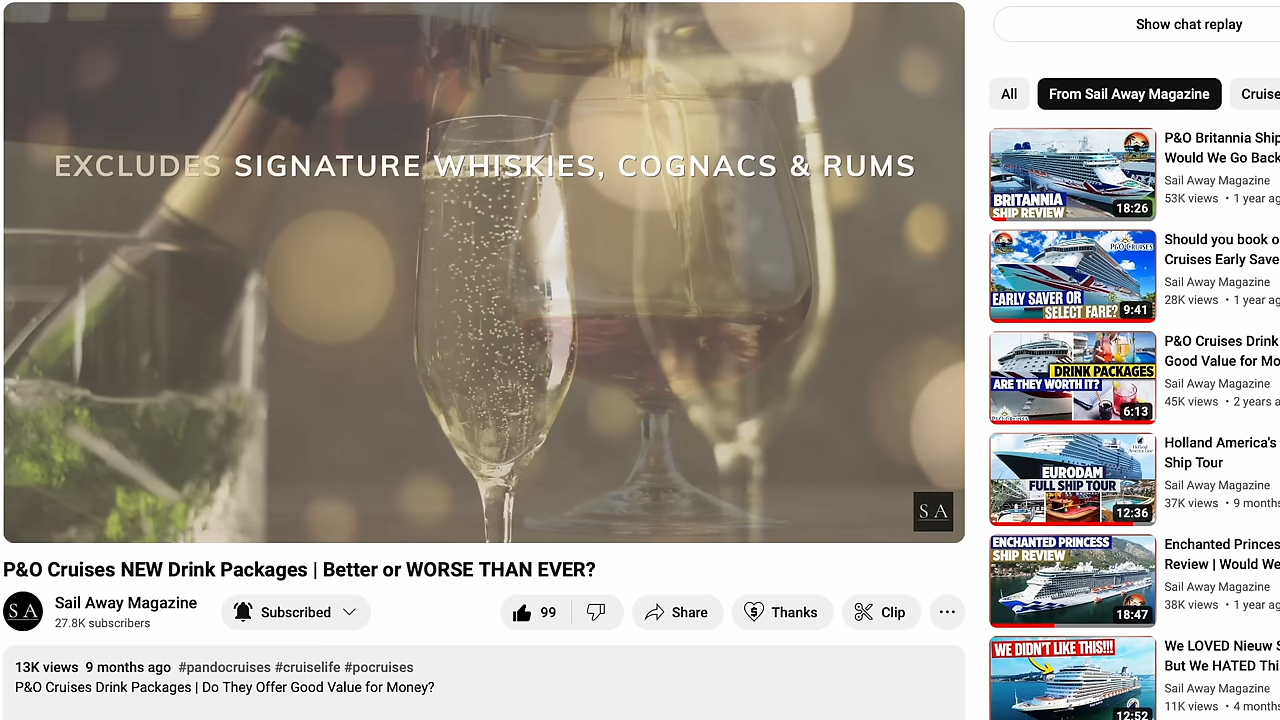 Show chat replay
EXCLUDES SIGNATURE WHISKIES, COGNACS & RUMS
S A
P&O Cruises NEW Drink Packages | Better or WORSE THAN EVER?
S A
Sail Away Magazine
27.8K subscribers
Subscribed
99
Share
Thanks
Clip
13K views 9 months ago #pandocruises #cruiselife #pocruises
P&O Cruises Drink Packages | Do They Offer Good Value for Money?
All
From Sail Away Magazine
Cruise
BRITANNIA
SHIP REVIEW
18:26
P&O Britannia Ship
Would We Go Back
Sail Away Magazine
53K views • 1 year ag
P&O CRUISES
EARLY SAVER OR
SELECT FARE?
9:41
Should you book o
Cruises Early Save
Sail Away Magazine
28K views • 1 year ag
DRINK PACKAGES
ARE THEY WORTH IT?
P&O CRUISES
6:13
P&O Cruises Drink
Good Value for Mo
Sail Away Magazine
45K views • 2 years a
Holland
America Line
EURODAM
FULL SHIP TOUR
12:36
Holland America's
Ship Tour
Sail Away Magazine
37K views • 9 months
ENCHANTED PRINCESS
SHIP REVIEW
18:47
Enchanted Princes
Review | Would We
Sail Away Magazine
38K views • 1 year ag
WE DIDN'T LIKE THIS!!!
12:52
We LOVED Nieuw S
But We HATED Thi
Sail Away Magazine
11K views • 4 months